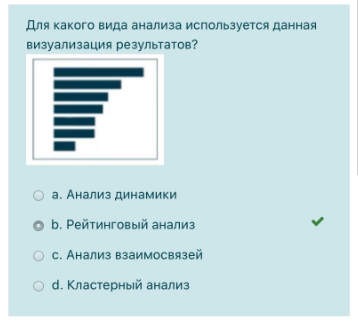 Для какого вида анализа используется данная
визуализация результатов?
a. Анализ динамики
b. Рейтинговый анализ
c. Анализ взаимосвязей
d. Кластерный анализ